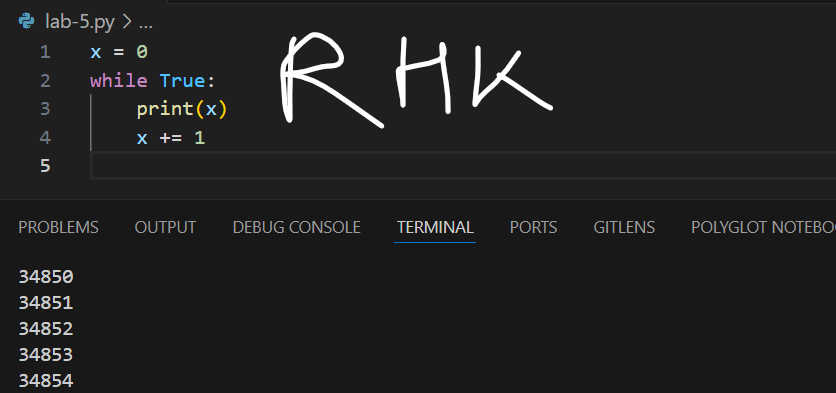 lab-5.py > ...
1 x = 0
2 while True:
3     print(x)
4     x += 1
5
RHK
PROBLEMS OUTPUT DEBUG CONSOLE TERMINAL PORTS GITLENS POLYGLOT NOTEBO
34850
34851
34852
34853
34854